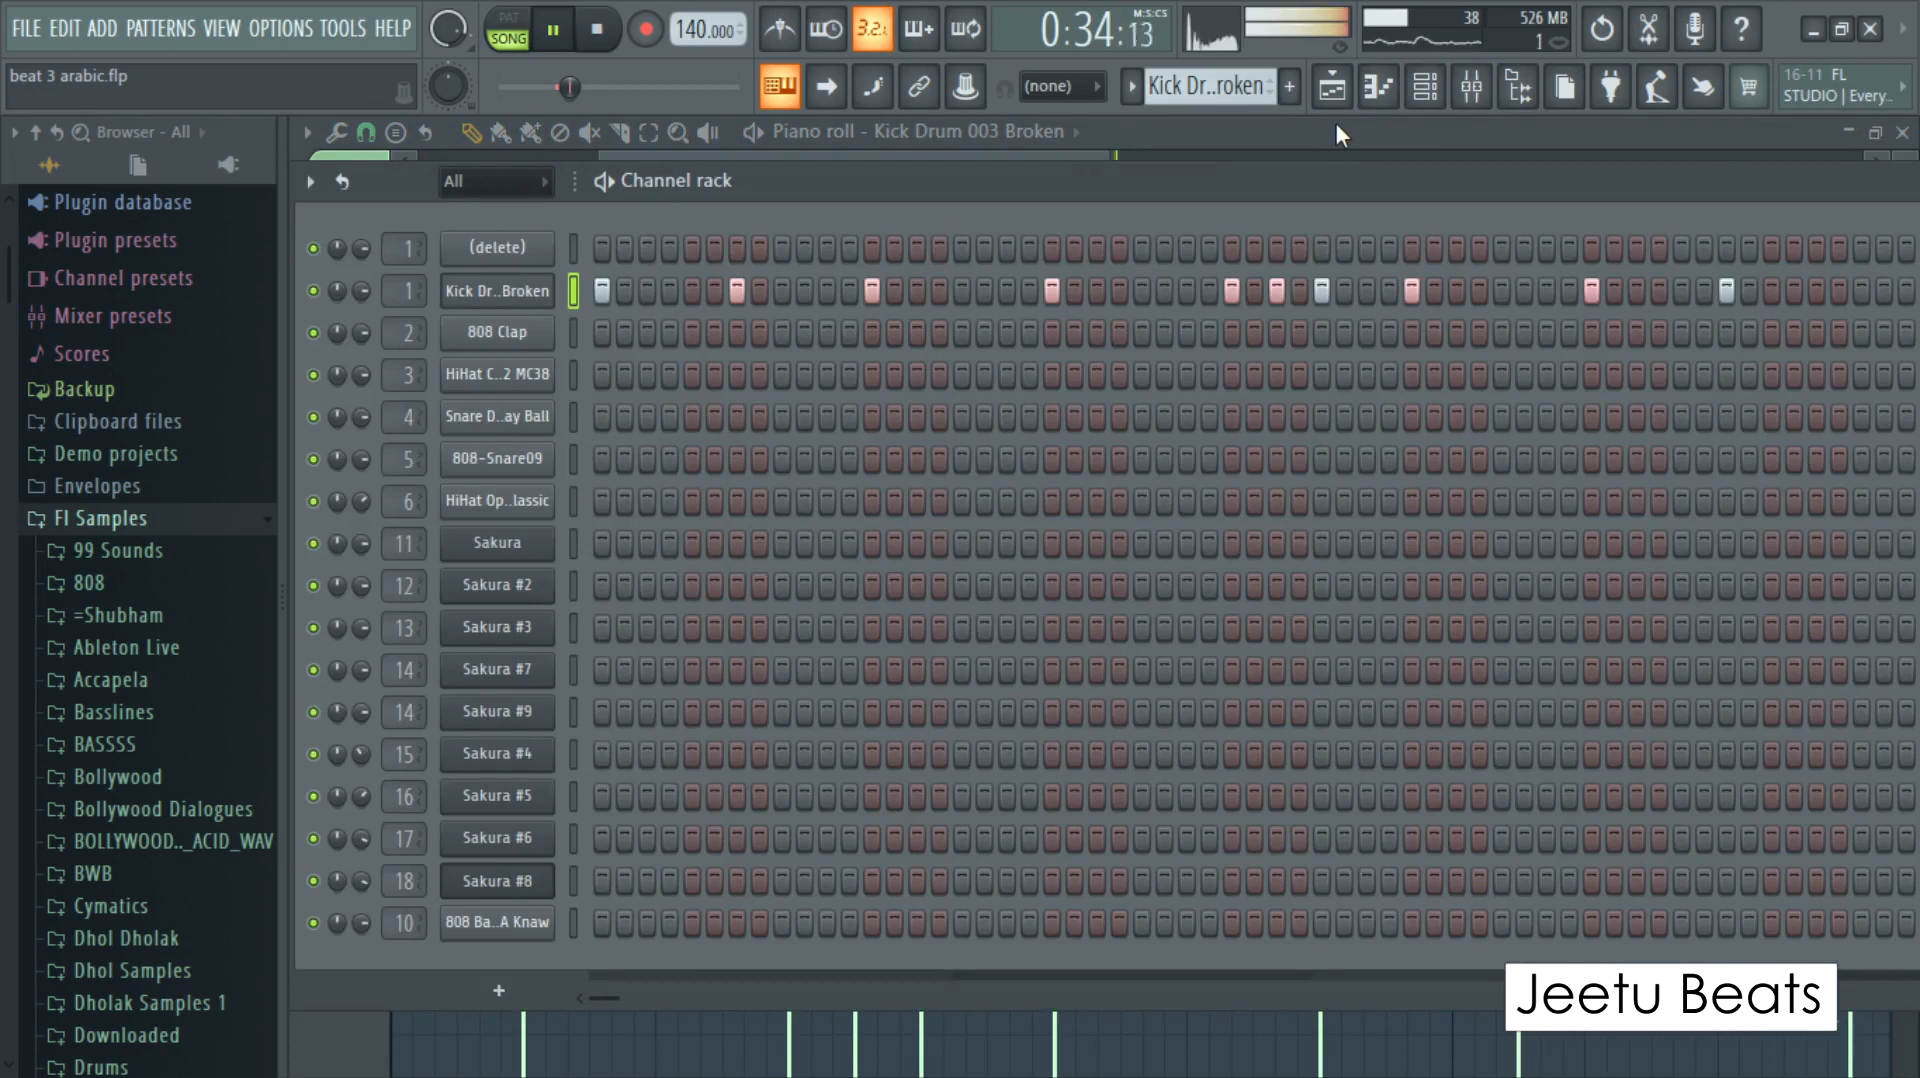 FILE EDIT ADD PATTERNS VIEW OPTIONS TOOLS HELP
PAT
SONG
140.000
3.2.
0:34:13
M:S:CS
38
526 MB
1
beat 3 arabic.flp
(none)
Kick Dr..roken
16-11 FL
STUDIO | Every..
Browser - All
Piano roll - Kick Drum 003 Broken
All
Channel rack
Plugin database
Plugin presets
Channel presets
Mixer presets
Scores
Backup
Clipboard files
Demo projects
Envelopes
Fl Samples
99 Sounds
808
=Shubham
Ableton Live
Accapela
Basslines
BASSSS
Bollywood
Bollywood Dialogues
BOLLYWOOD.._ACID_WAV
BWB
Cymatics
Dhol Dholak
Dhol Samples
Dholak Samples 1
Downloaded
Drums
1 (delete)
1 Kick Dr..Broken
2 808 Clap
3 HiHat C..2 MC38
4 Snare D..ay Ball
5 808-Snare09
6 HiHat Op..lassic
11 Sakura
12 Sakura #2
13 Sakura #3
14 Sakura #7
14 Sakura #9
15 Sakura #4
16 Sakura #5
17 Sakura #6
18 Sakura #8
10 808 Ba..A Knaw
Jeetu Beats